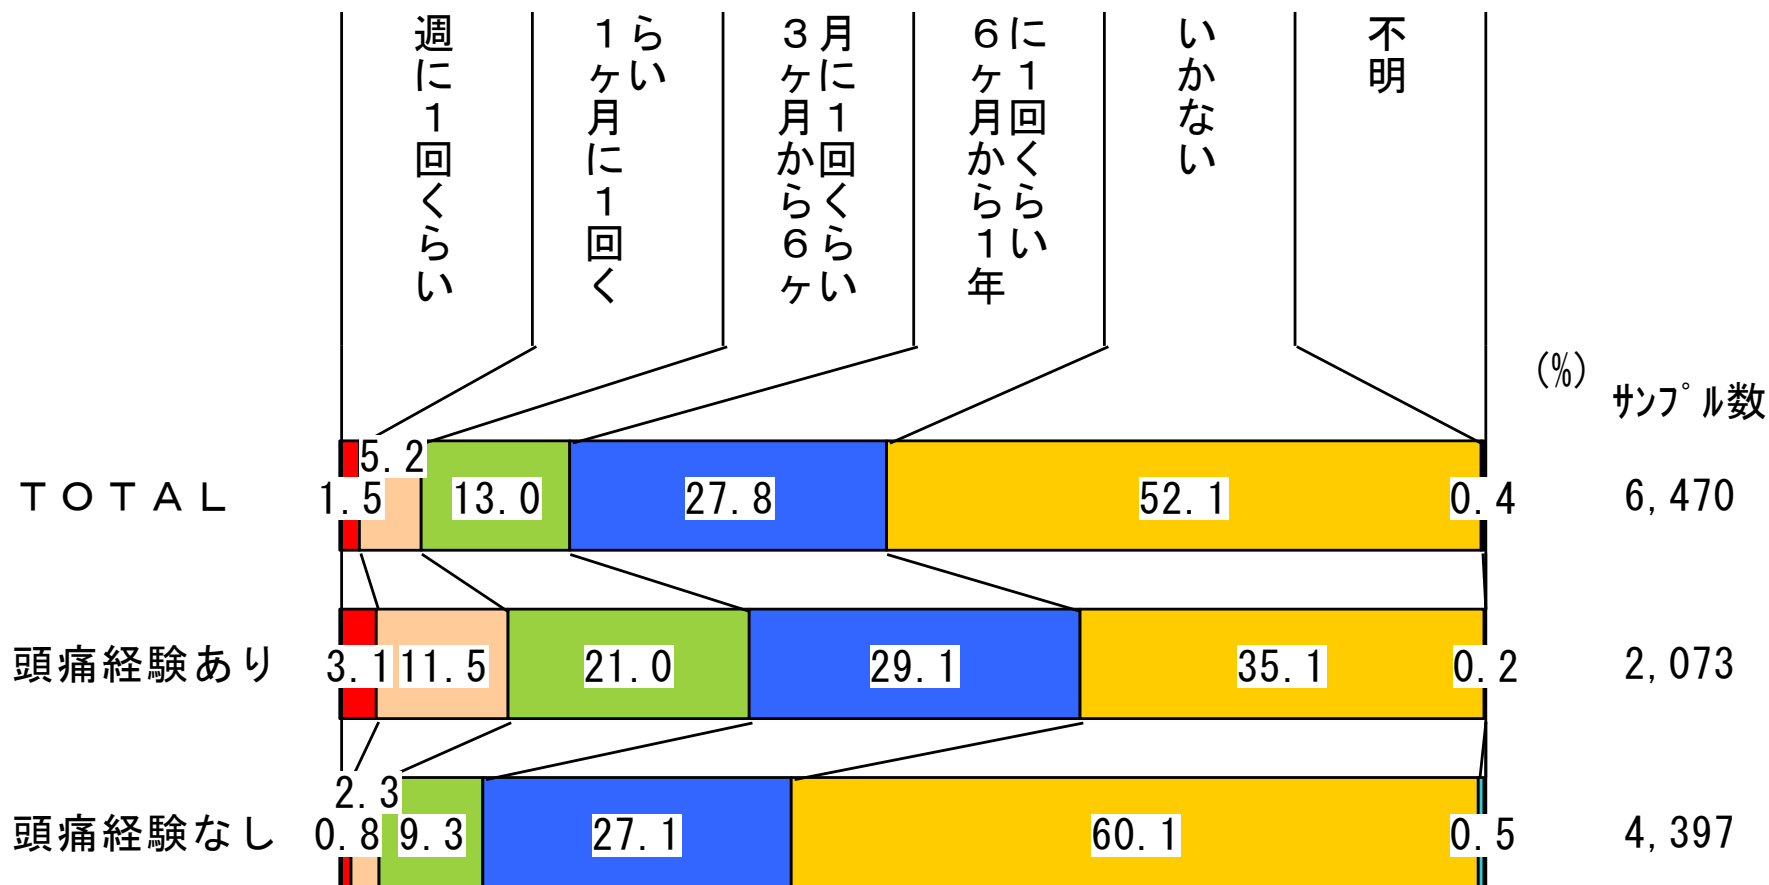 週に１回くらい
１ヶ月に１回く
らい
３ヶ月から６ヶ
月に１回くらい
６ヶ月から１年
に１回くらい
いかない
不明
(%)
ｻﾝﾌﾟﾙ数
ＴＯＴＡＬ
1.5
5.2
13.0
27.8
52.1
0.4
6,470
頭痛経験あり
3.1
11.5
21.0
29.1
35.1
0.2
2,073
頭痛経験なし
0.8
2.3
9.3
27.1
60.1
0.5
4,397